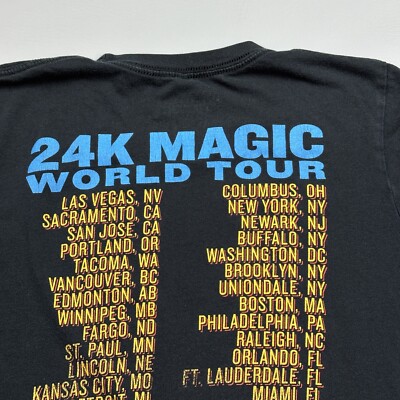 24K MAGIC
WORLD TOUR
LAS VEGAS, NV
SACRAMENTO, CA
SAN JOSE, CA
PORTLAND, OR
TACOMA, WA
VANCOUVER, BC
EDMONTON, AB
WINNIPEG, MB
FARGO, ND
ST. PAUL, MN
LINCOLN, NE
KANSAS CITY, MO
DETROIT, MI
COLUMBUS, OH
NEW YORK, NY
NEWARK, NJ
BUFFALO, NY
WASHINGTON, DC
BROOKLYN, NY
UNIONDALE, NY
BOSTON, MA
PHILADELPHIA, PA
RALEIGH, NC
ORLANDO, FL
FT. LAUDERDALE, FL
MIAMI, FL